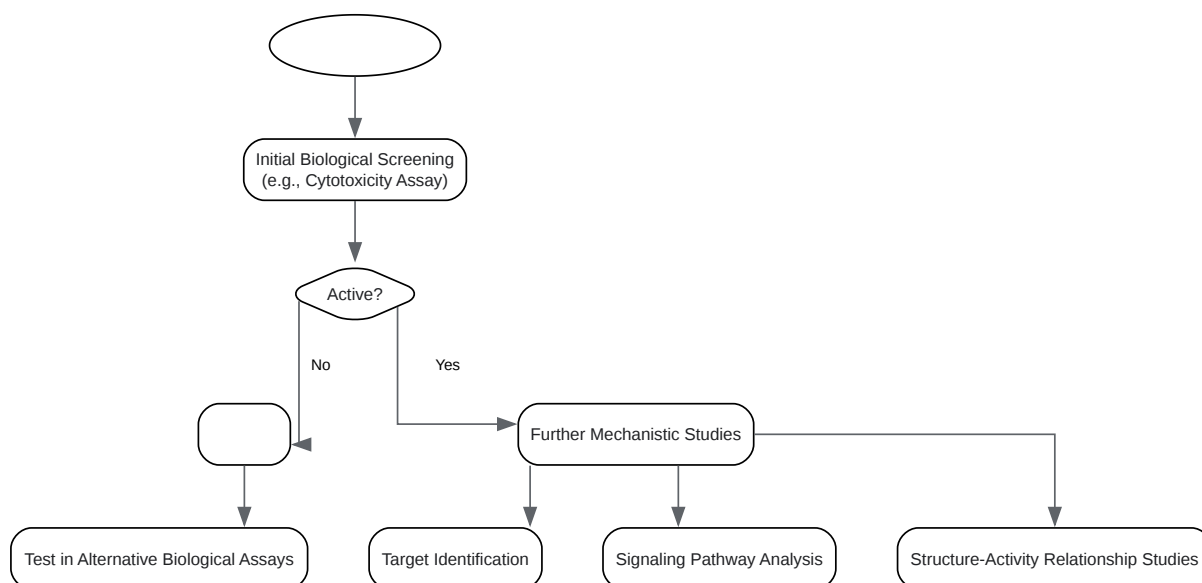 Initial Biological Screening
(e.g., Cytotoxicity Assay)
Active?
No
Yes
Further Mechanistic Studies
Test in Alternative Biological Assays
Target Identification
Signaling Pathway Analysis
Structure-Activity Relationship Studies